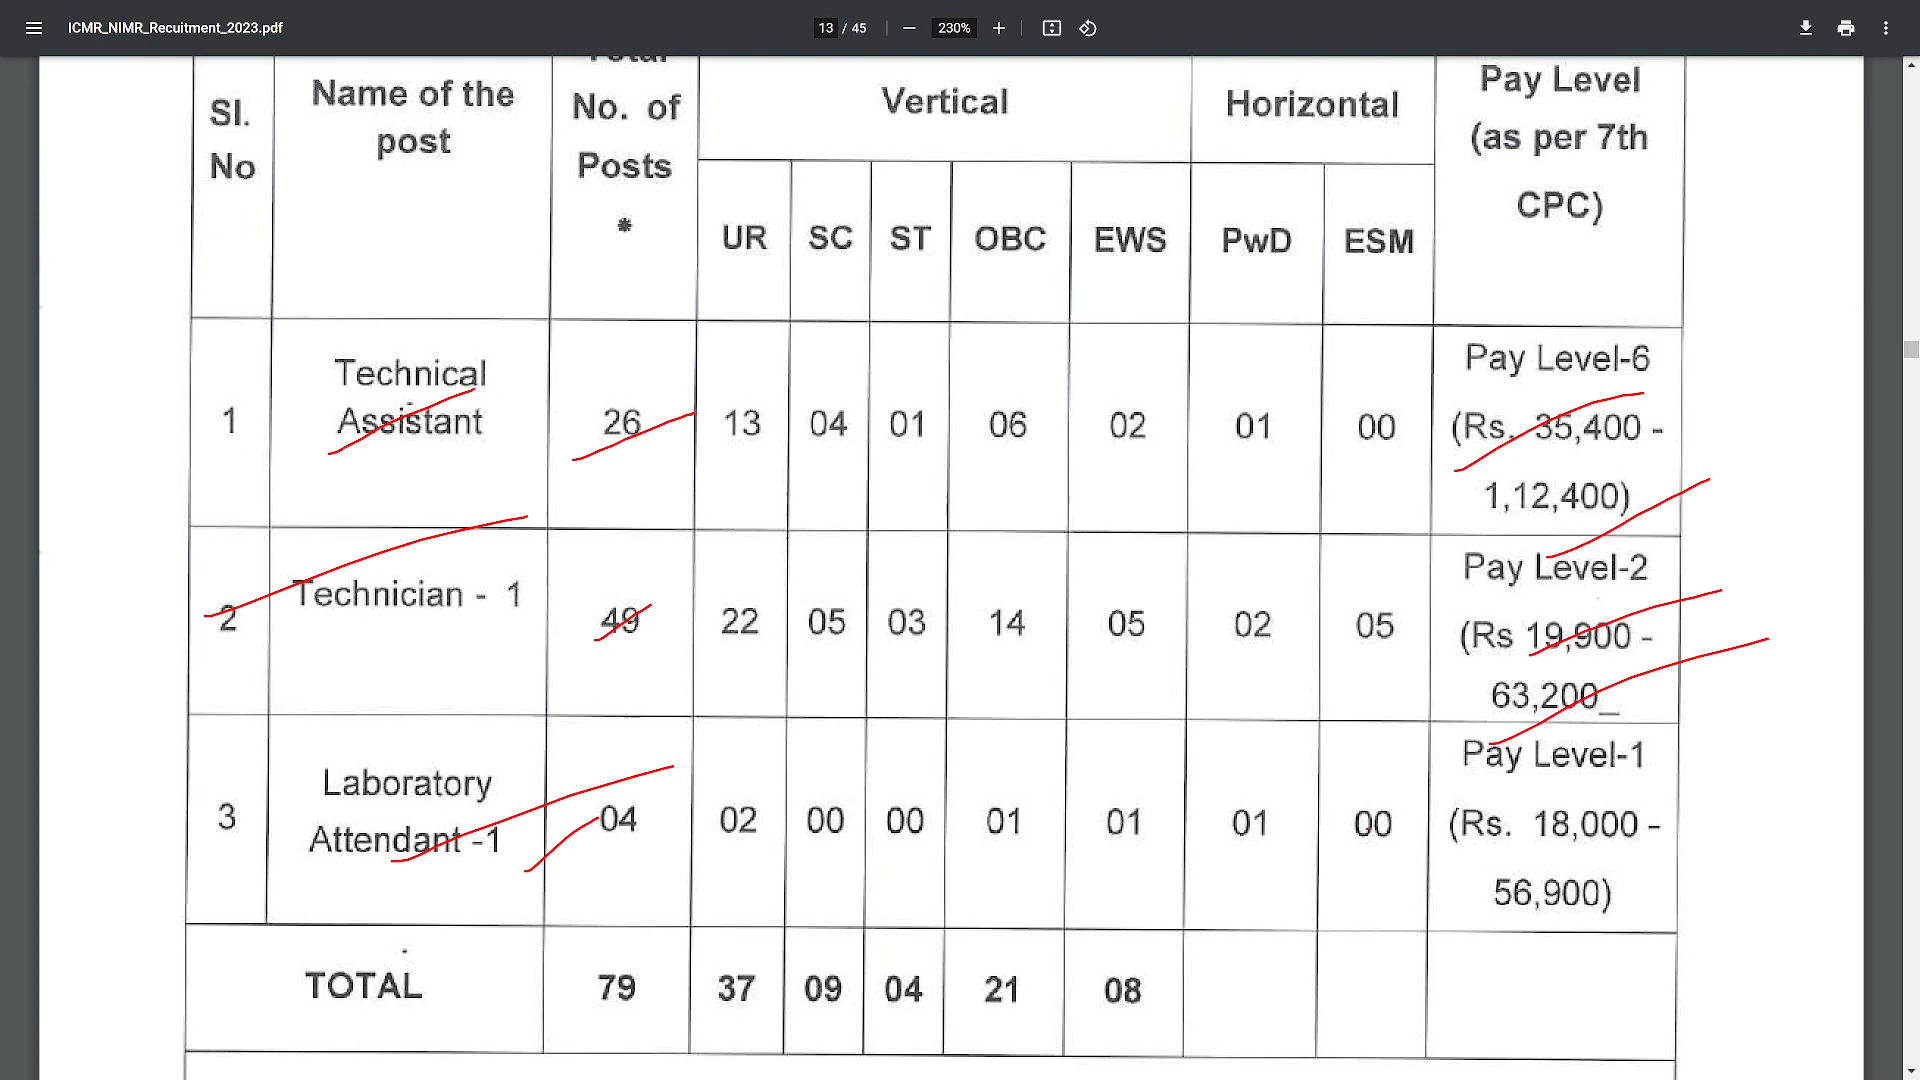 ICMR_NIMR_Recuitment_2023.pdf 13 / 45 230%
Sl. No Name of the post Total No. of Posts * Vertical Horizontal Pay Level (as per 7th CPC)
UR SC ST OBC EWS PwD ESM
1 Technical Assistant 26 13 04 01 06 02 01 00 Pay Level-6 (Rs. 35,400 - 1,12,400)
2 Technician - 1 49 22 05 03 14 05 02 05 Pay Level-2 (Rs 19,900 - 63,200_
3 Laboratory Attendant -1 04 02 00 00 01 01 01 00 Pay Level-1 (Rs. 18,000 - 56,900)
TOTAL 79 37 09 04 21 08